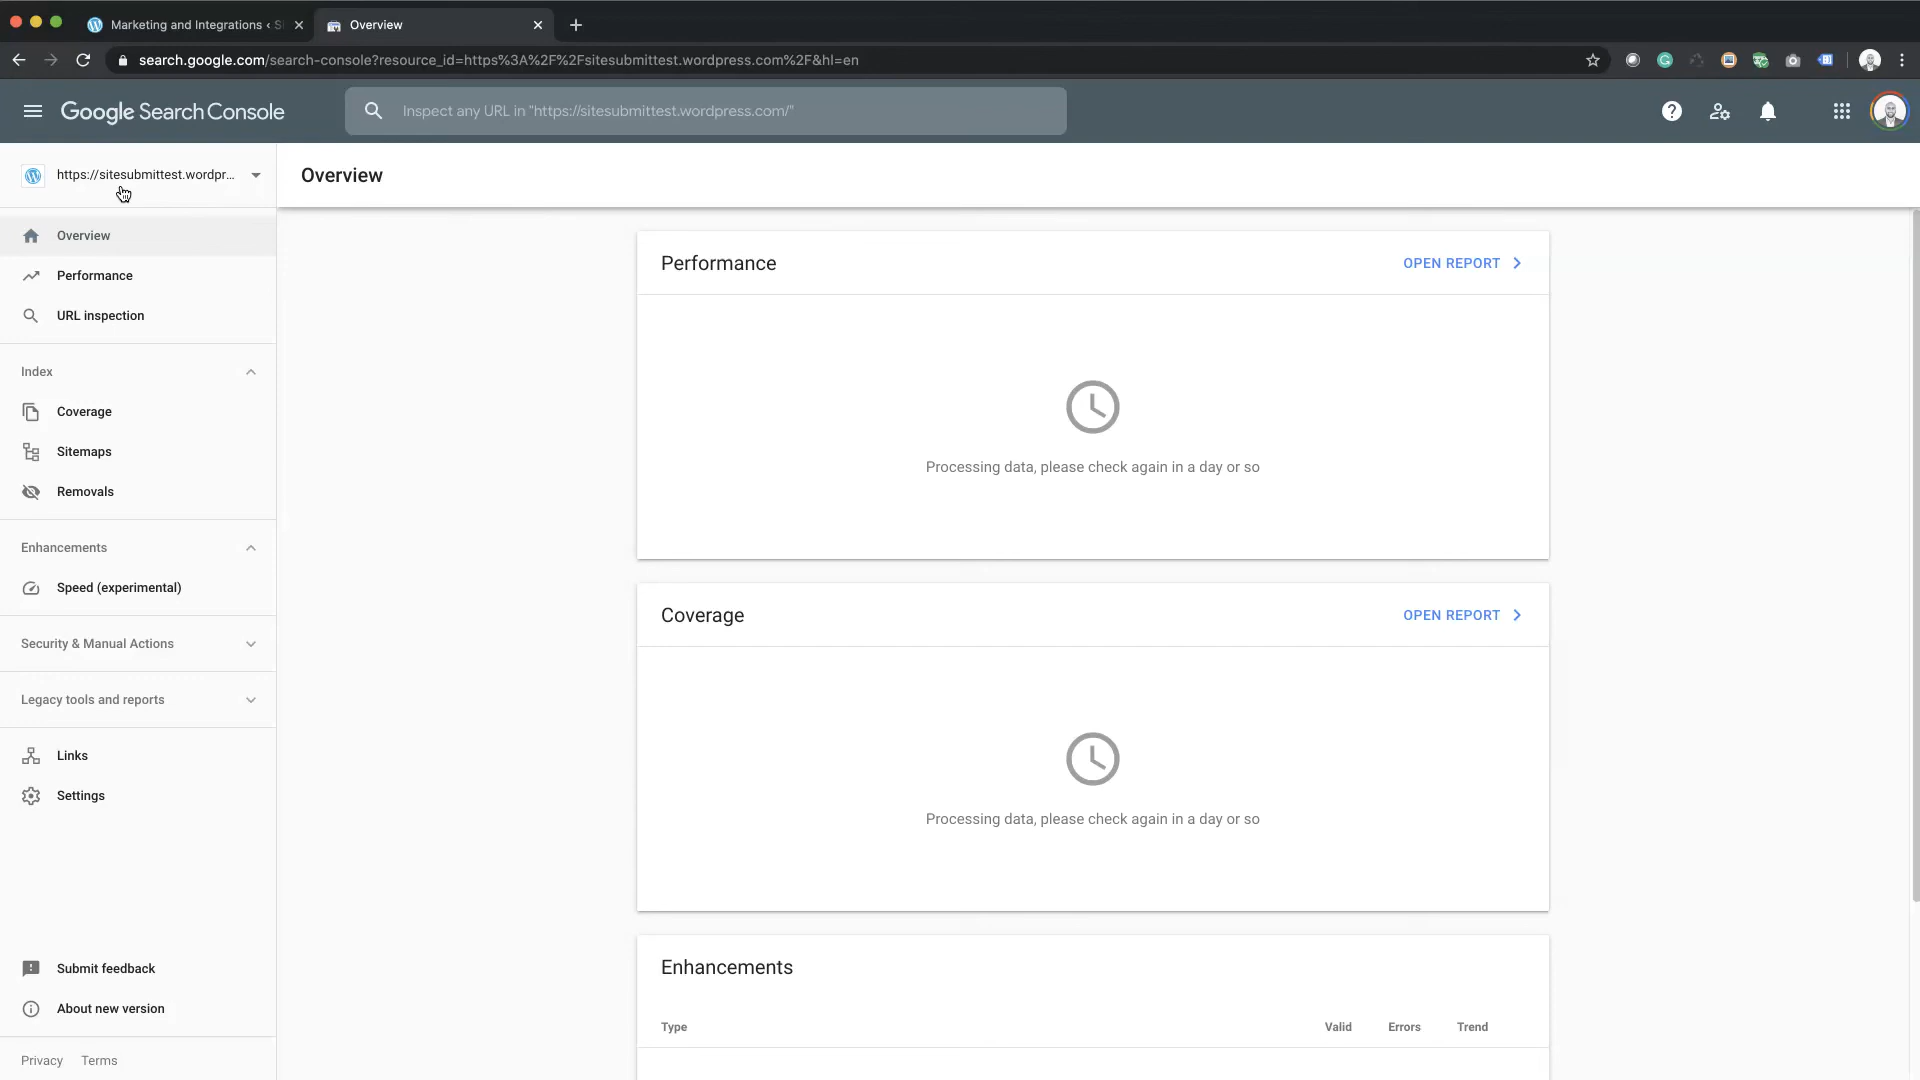 Marketing and Integrations ‹ S
Overview
search.google.com/search-console?resource_id=https%3A%2F%2Fsitesubmittest.wordpress.com%2F&hl=en
Google Search Console
Inspect any URL in "https://sitesubmittest.wordpress.com/"
https://sitesubmittest.wordpr...
Overview
Overview
Performance
URL inspection
Index
Coverage
Sitemaps
Removals
Enhancements
Speed (experimental)
Security & Manual Actions
Legacy tools and reports
Links
Settings
Submit feedback
About new version
Privacy Terms
Performance
OPEN REPORT
Processing data, please check again in a day or so
Coverage
OPEN REPORT
Processing data, please check again in a day or so
Enhancements
Type Valid Errors Trend